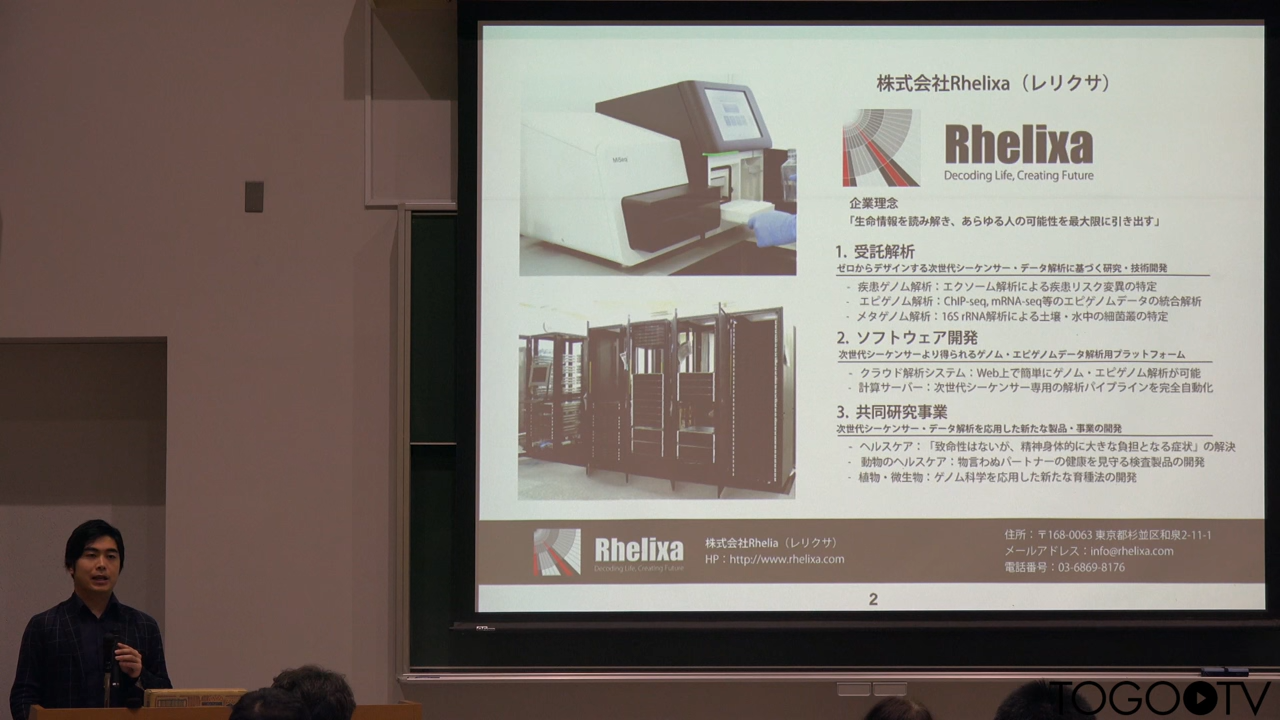 株式会社Rhelixa（レリクサ）
Rhelixa
Decoding Life, Creating Future
企業理念
「生命情報を読み解き、あらゆる人の可能性を最大限に引き出す」
1. 受託解析
ゼロからデザインする次世代シーケンサー・データ解析に基づく研究・技術開発
- 疾患ゲノム解析：エクソーム解析による疾患リスク変異の特定
- エピゲノム解析：ChIP-seq, mRNA-seq等のエピゲノムデータの統合解析
- メタゲノム解析：16S rRNA解析による土壌・水中の細菌叢の特定
2. ソフトウェア開発
次世代シーケンサーより得られるゲノム・エピゲノムデータ解析用プラットフォーム
- クラウド解析システム：Web上で簡単にゲノム・エピゲノム解析が可能
- 計算サーバー：次世代シーケンサー専用の解析パイプラインを完全自動化
3. 共同研究事業
次世代シーケンサー・データ解析を応用した新たな製品・事業の開発
- ヘルスケア：「致命性はないが、精神身体的に大きな負担となる症状」の解決
- 動物のヘルスケア：物言わぬパートナーの健康を見守る検査製品の開発
- 植物・微生物：ゲノム科学を応用した新たな育種法の開発
MiSeq
Rhelixa
Decoding Life, Creating Future
株式会社Rhelia（レリクサ）
HP：http://www.rhelixa.com
住所：〒168-0063 東京都杉並区和泉2-11-1
メールアドレス：info@rhelixa.com
電話番号：03-6869-8176
2
TOGO TV